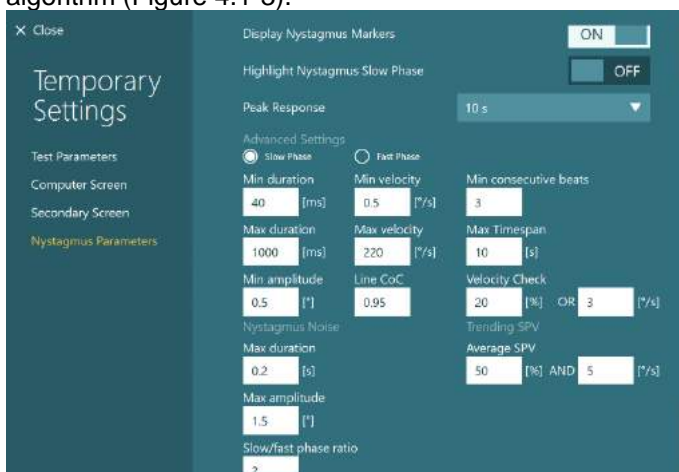 algorithm (Figure 4.1-8).
× Close
Temporary
Settings
Test Parameters
Computer Screen
Secondary Screen
Nystagmus Parameters
Display Nystagmus Markers ON
Highlight Nystagmus Slow Phase OFF
Peak Response 10 s
Advanced Settings
Slow Phase Fast Phase
Min duration Min velocity Min consecutive beats
40 [ms] 0.5 [°/s] 3
Max duration Max velocity Max Timespan
1000 [ms] 220 [°/s] 10 [s]
Min amplitude Line CoC Velocity Check
0.5 [°] 0.95 20 [%] OR 3 [°/s]
Nystagmus Noise Trending SPV
Max duration Average SPV
0.2 [s] 50 [%] AND 5 [°/s]
Max amplitude
1.5 [°]
Slow/fast phase ratio